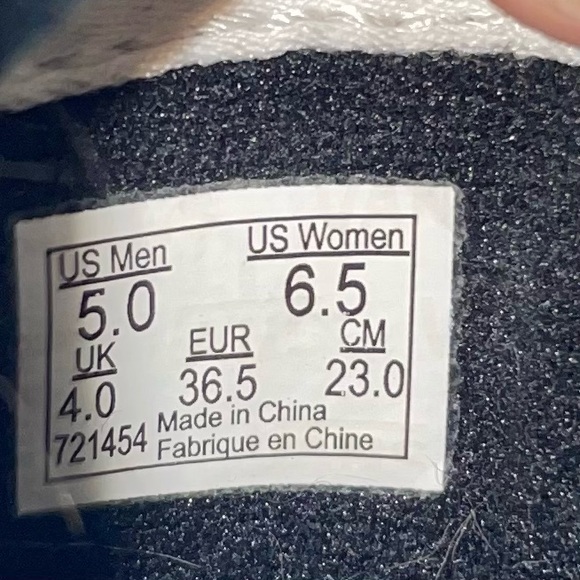 US Men US Women
5.0 6.5
UK EUR CM
4.0 36.5 23.0
721454 Made in China
Fabrique en Chine